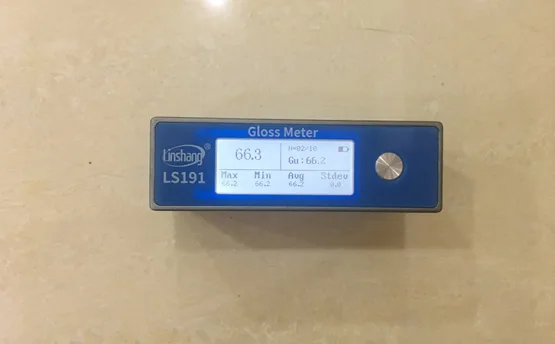 Gloss Meter
Linshang®
LS191
66.3
N=02/10
Gu:66.2
Max Min Avg Stdev
66.2 66.2 66.2 0.0